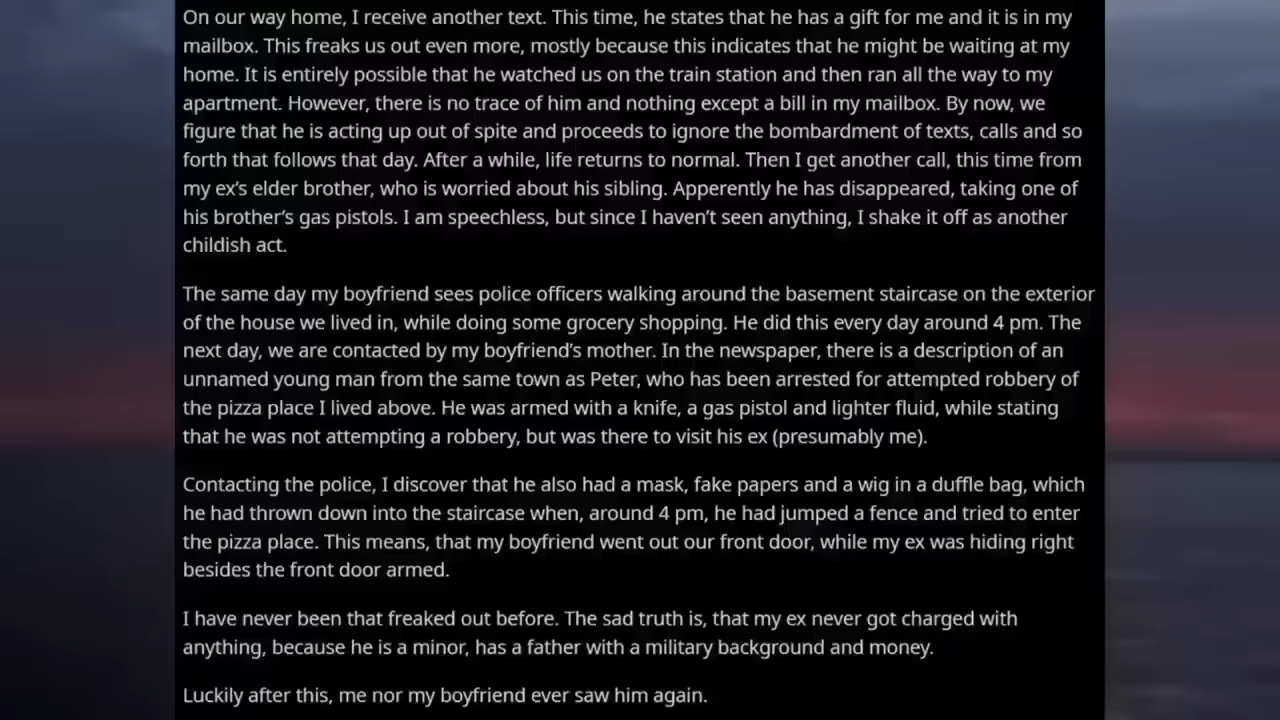 On our way home, I receive another text. This time, he states that he has a gift for me and it is in my
mailbox. This freaks us out even more, mostly because this indicates that he might be waiting at my
home. It is entirely possible that he watched us on the train station and then ran all the way to my
apartment. However, there is no trace of him and nothing except a bill in my mailbox. By now, we
figure that he is acting up out of spite and proceeds to ignore the bombardment of texts, calls and so
forth that follows that day. After a while, life returns to normal. Then I get another call, this time from
my ex’s elder brother, who is worried about his sibling. Apperently he has disappeared, taking one of
his brother’s gas pistols. I am speechless, but since I haven’t seen anything, I shake it off as another
childish act.
The same day my boyfriend sees police officers walking around the basement staircase on the exterior
of the house we lived in, while doing some grocery shopping. He did this every day around 4 pm. The
next day, we are contacted by my boyfriend’s mother. In the newspaper, there is a description of an
unnamed young man from the same town as Peter, who has been arrested for attempted robbery of
the pizza place I lived above. He was armed with a knife, a gas pistol and lighter fluid, while stating
that he was not attempting a robbery, but was there to visit his ex (presumably me).
Contacting the police, I discover that he also had a mask, fake papers and a wig in a duffle bag, which
he had thrown down into the staircase when, around 4 pm, he had jumped a fence and tried to enter
the pizza place. This means, that my boyfriend went out our front door, while my ex was hiding right
besides the front door armed.
I have never been that freaked out before. The sad truth is, that my ex never got charged with
anything, because he is a minor, has a father with a military background and money.
Luckily after this, me nor my boyfriend ever saw him again.